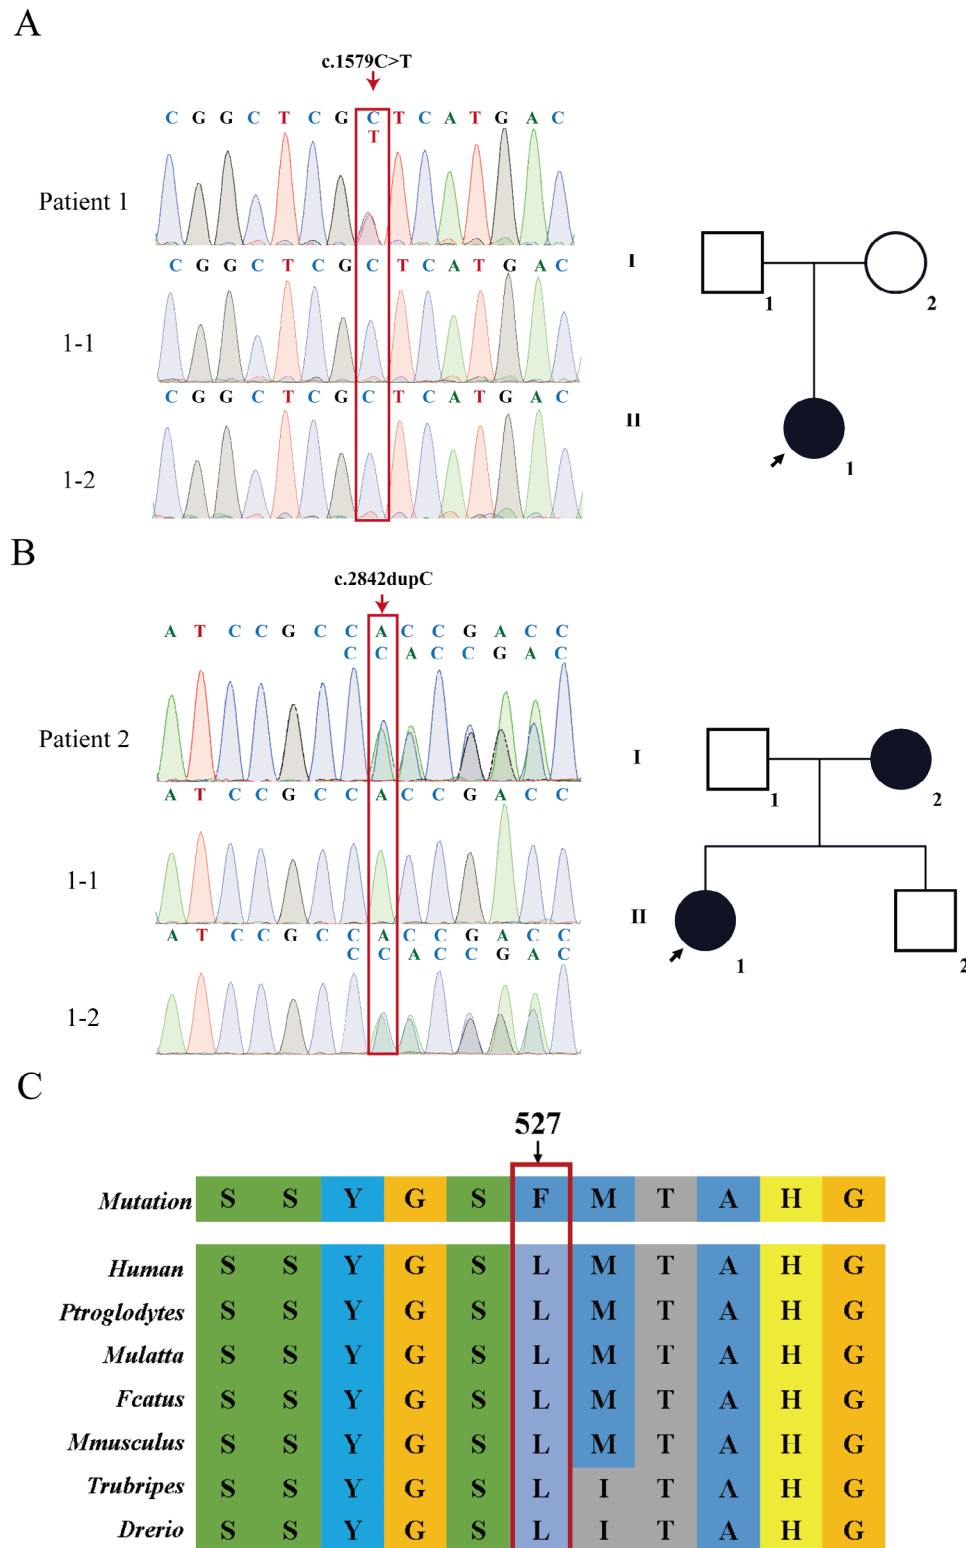 A
c.1579C>T
C G G C T C G C T C A T G A C
T
Patient 1
C G G C T C G C T C A T G A C
1-1
C G G C T C G C T C A T G A C
1-2
I
1
2
II
1
B
c.2842dupC
A T C C G C C A C C G A C C
C C A C C G A C
Patient 2
A T C C G C C A C C G A C C
1-1
A T C C G C C A C C G A C C
C C A C C G A C
1-2
I
1
2
II
1
2
C
527
Mutation S S Y G S F M T A H G
Human S S Y G S L M T A H G
Ptroglodytes S S Y G S L M T A H G
Mulatta S S Y G S L M T A H G
Fcatus S S Y G S L M T A H G
Mmusculus S S Y G S L M T A H G
Trubripes S S Y G S L I T A H G
Drerio S S Y G S L I T A H G